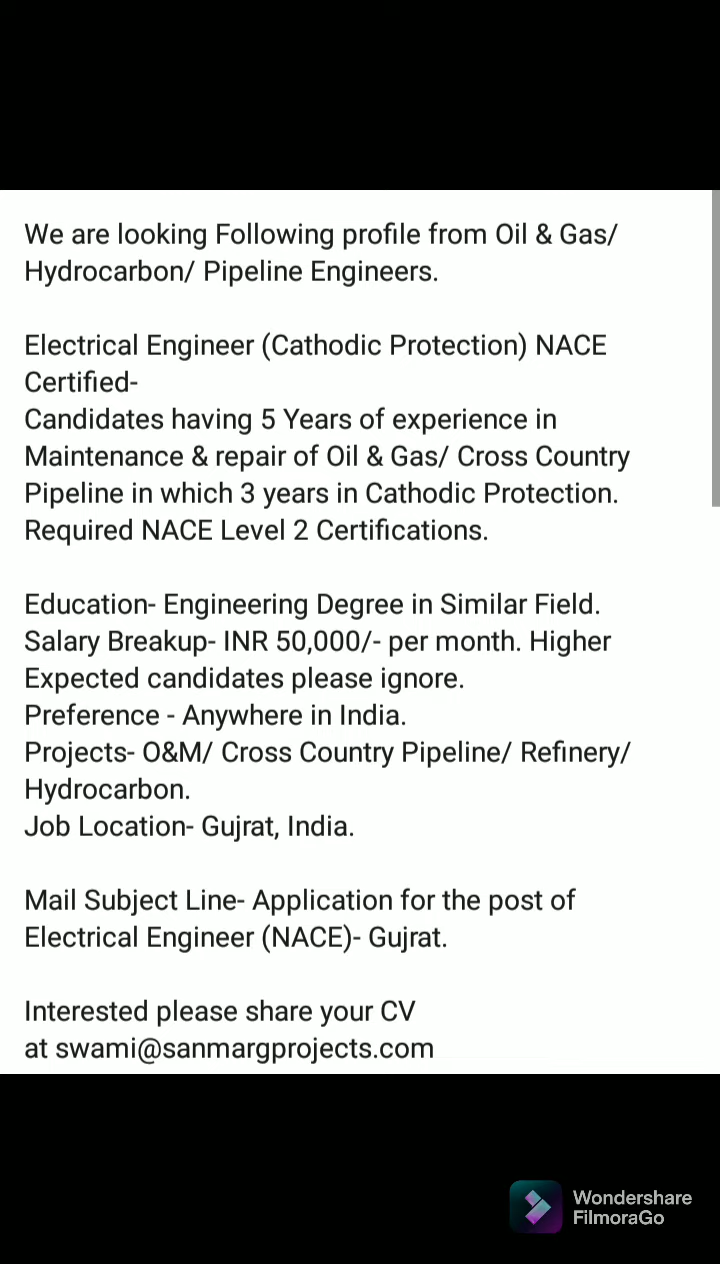 We are looking Following profile from Oil & Gas/
Hydrocarbon/ Pipeline Engineers.
Electrical Engineer (Cathodic Protection) NACE
Certified-
Candidates having 5 Years of experience in
Maintenance & repair of Oil & Gas/ Cross Country
Pipeline in which 3 years in Cathodic Protection.
Required NACE Level 2 Certifications.
Education- Engineering Degree in Similar Field.
Salary Breakup- INR 50,000/- per month. Higher
Expected candidates please ignore.
Preference - Anywhere in India.
Projects- O&M/ Cross Country Pipeline/ Refinery/
Hydrocarbon.
Job Location- Gujrat, India.
Mail Subject Line- Application for the post of
Electrical Engineer (NACE)- Gujrat.
Interested please share your CV
at swami@sanmargprojects.com
Wondershare
FilmoraGo